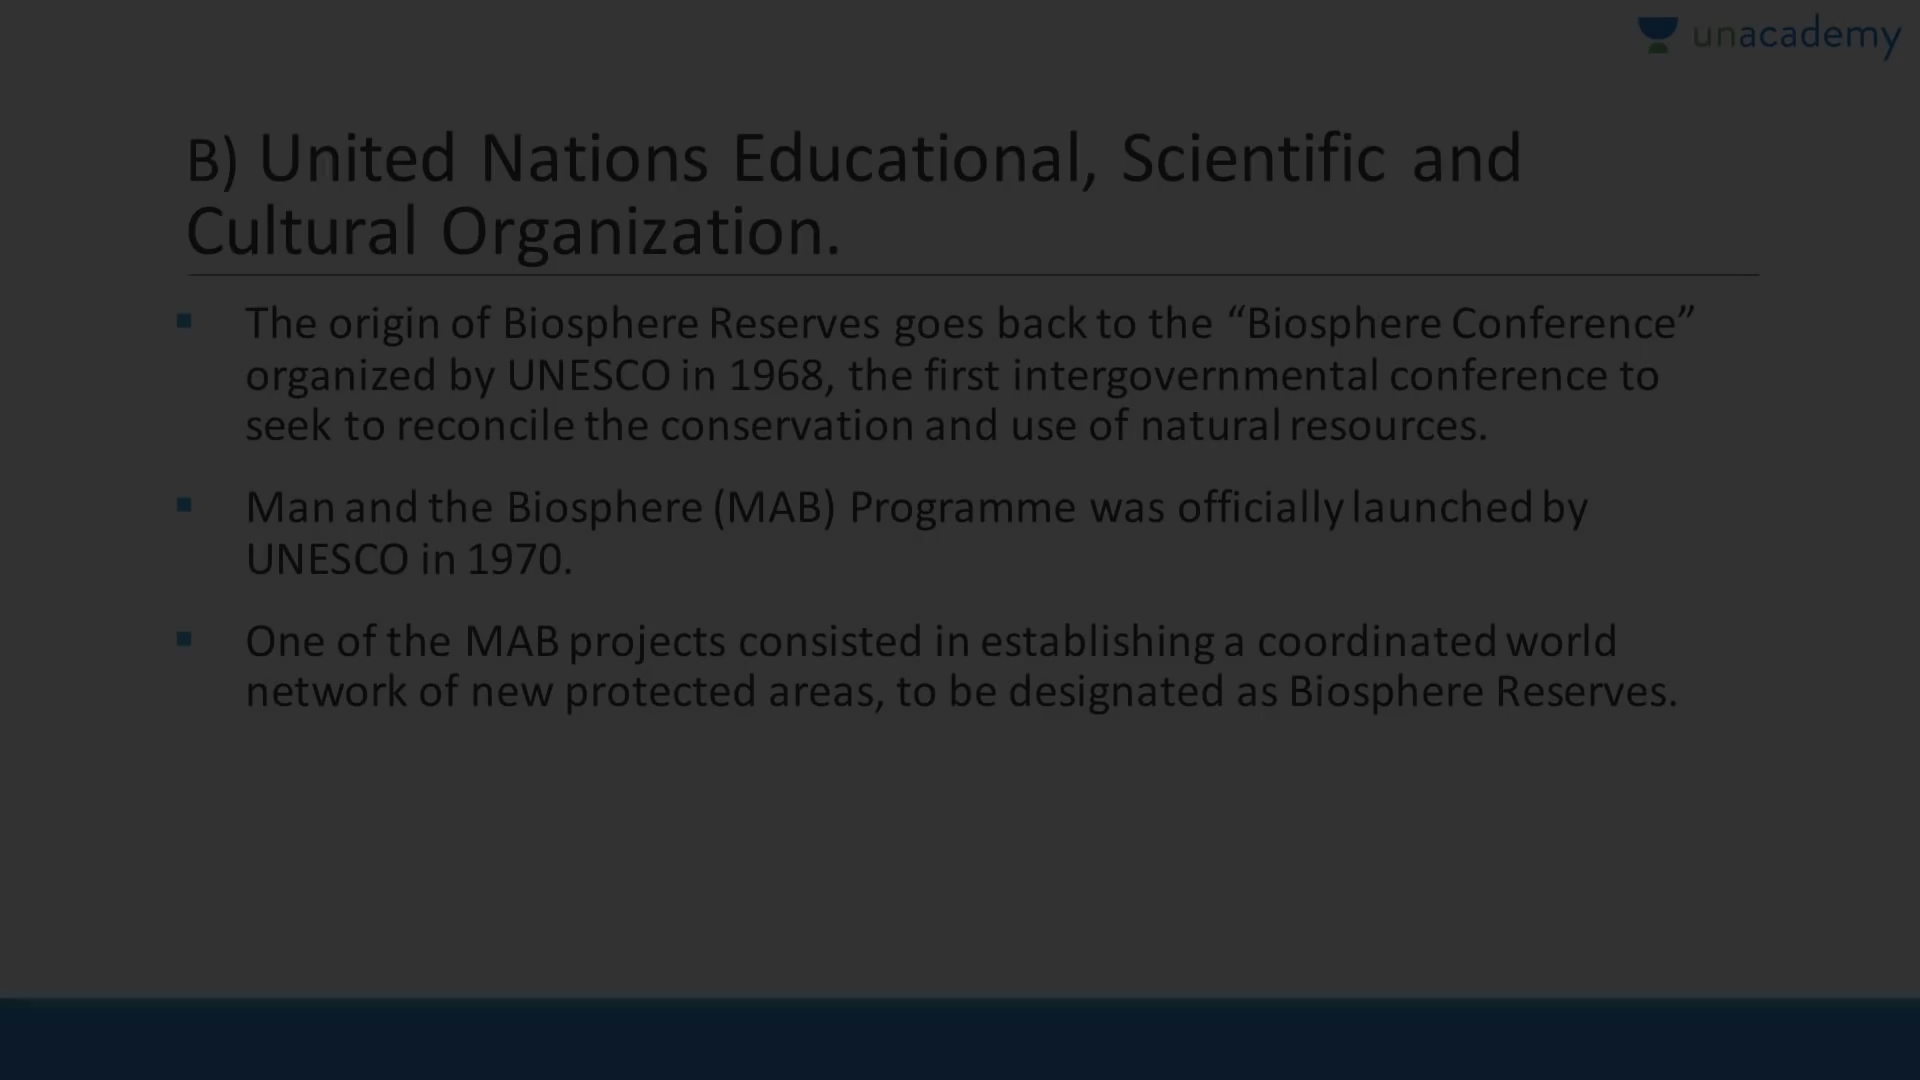 unacademy
B) United Nations Educational, Scientific and
Cultural Organization.
The origin of Biosphere Reserves goes back to the “Biosphere Conference”
organized by UNESCO in 1968, the first intergovernmental conference to
seek to reconcile the conservation and use of natural resources.
Man and the Biosphere (MAB) Programme was officially launched by
UNESCO in 1970.
One of the MAB projects consisted in establishing a coordinated world
network of new protected areas, to be designated as Biosphere Reserves.